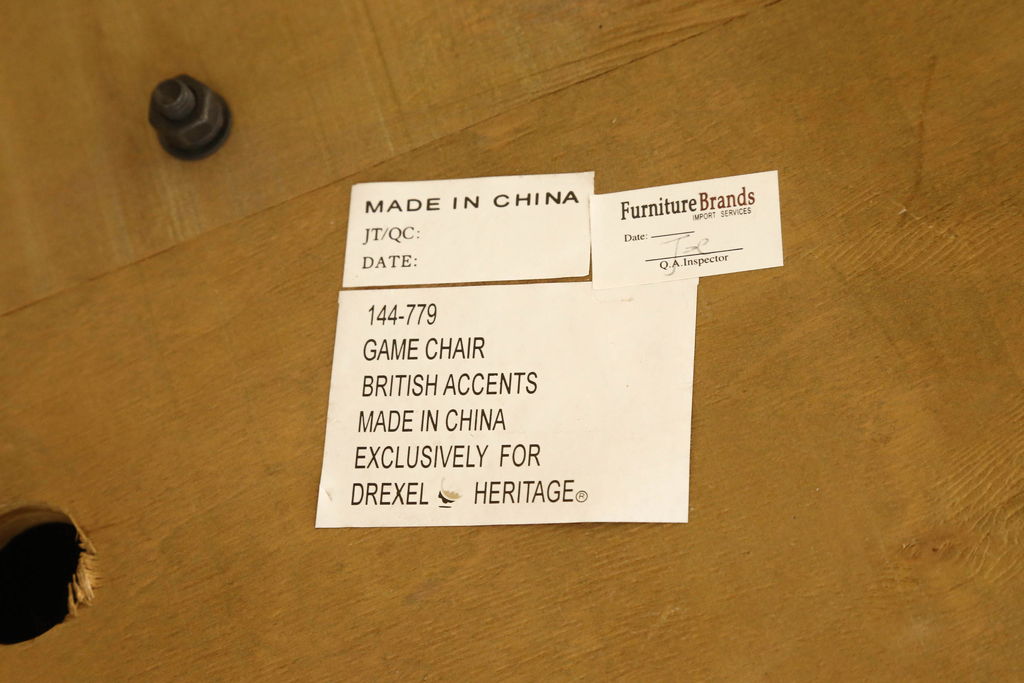 MADE IN CHINA
JT/QC:
DATE:
FurnitureBrands
IMPORT SERVICES
Date:
Q.A.Inspector
144-779
GAME CHAIR
BRITISH ACCENTS
MADE IN CHINA
EXCLUSIVELY FOR
DREXEL HERITAGE®